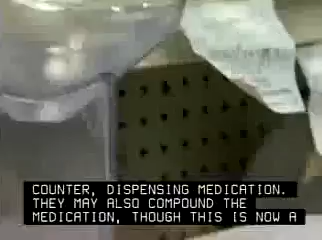 COUNTER, DISPENSING MEDICATION.
THEY MAY ALSO COMPOUND THE
MEDICATION, THOUGH THIS IS NOW A